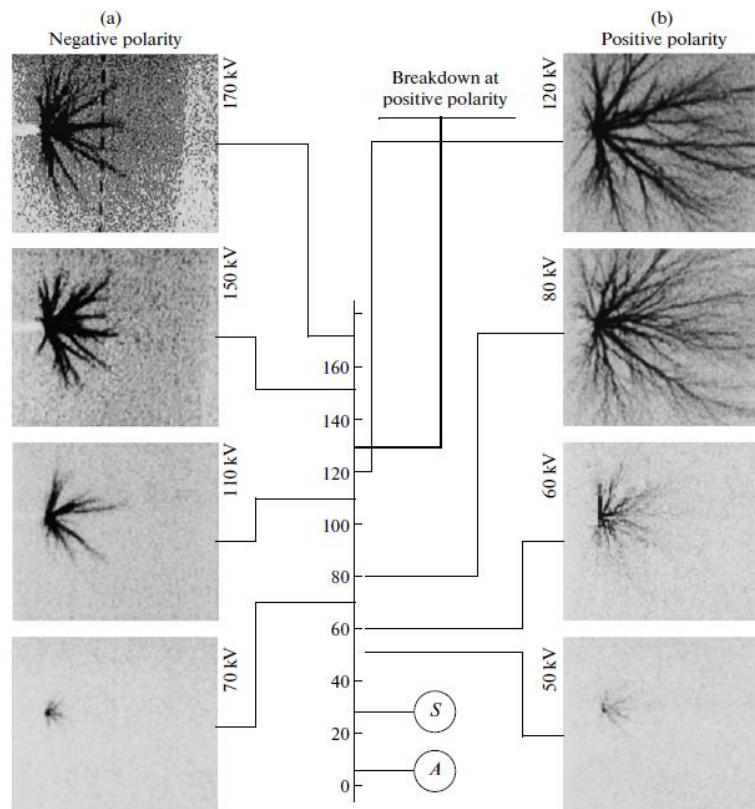 (a)
Negative polarity
(b)
Positive polarity
170 kV
Breakdown at
positive polarity
120 kV
150 kV
80 kV
110 kV
60 kV
70 kV
50 kV
160
140
120
100
80
60
40
20
0
S
A